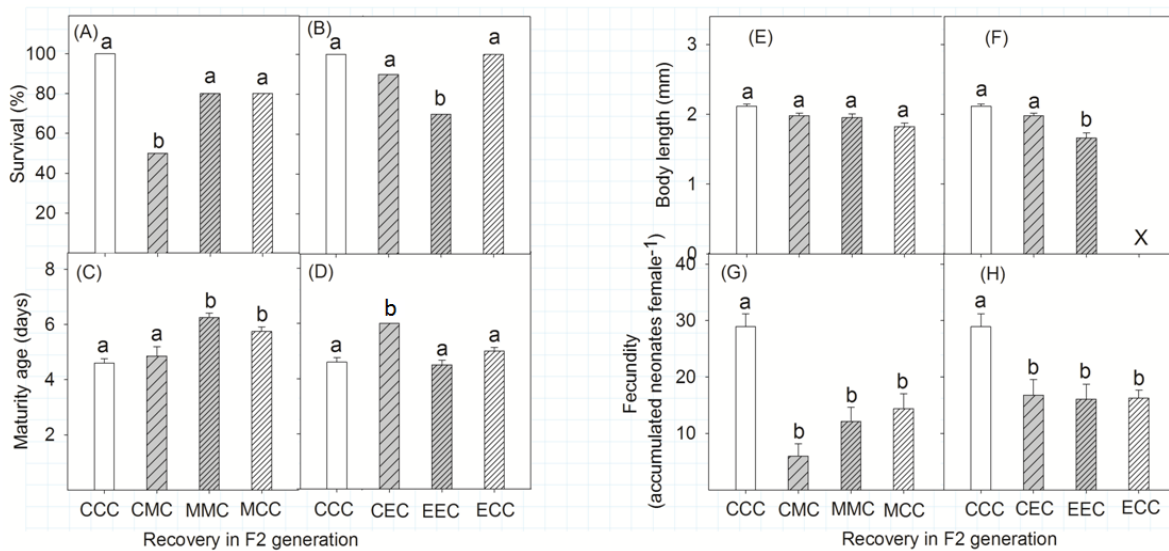 (A)
(B)
a
b
a
a
a
a
b
a
Survival (%)
100
80
60
40
20
(C)
(D)
a
a
b
b
a
b
a
a
Maturity age (days)
8
6
4
2
CCC CMC MMC MCC CCC CEC EEC ECC
Recovery in F2 generation
(E)
(F)
a
a
a
a
a
a
b
X
Body length (mm)
3
2
1
0
(G)
(H)
a
b
b
b
a
b
b
b
Fecundity
(accumulated neonates female-1)
40
30
20
10
CCC CMC MMC MCC CCC CEC EEC ECC
Recovery in F2 generation